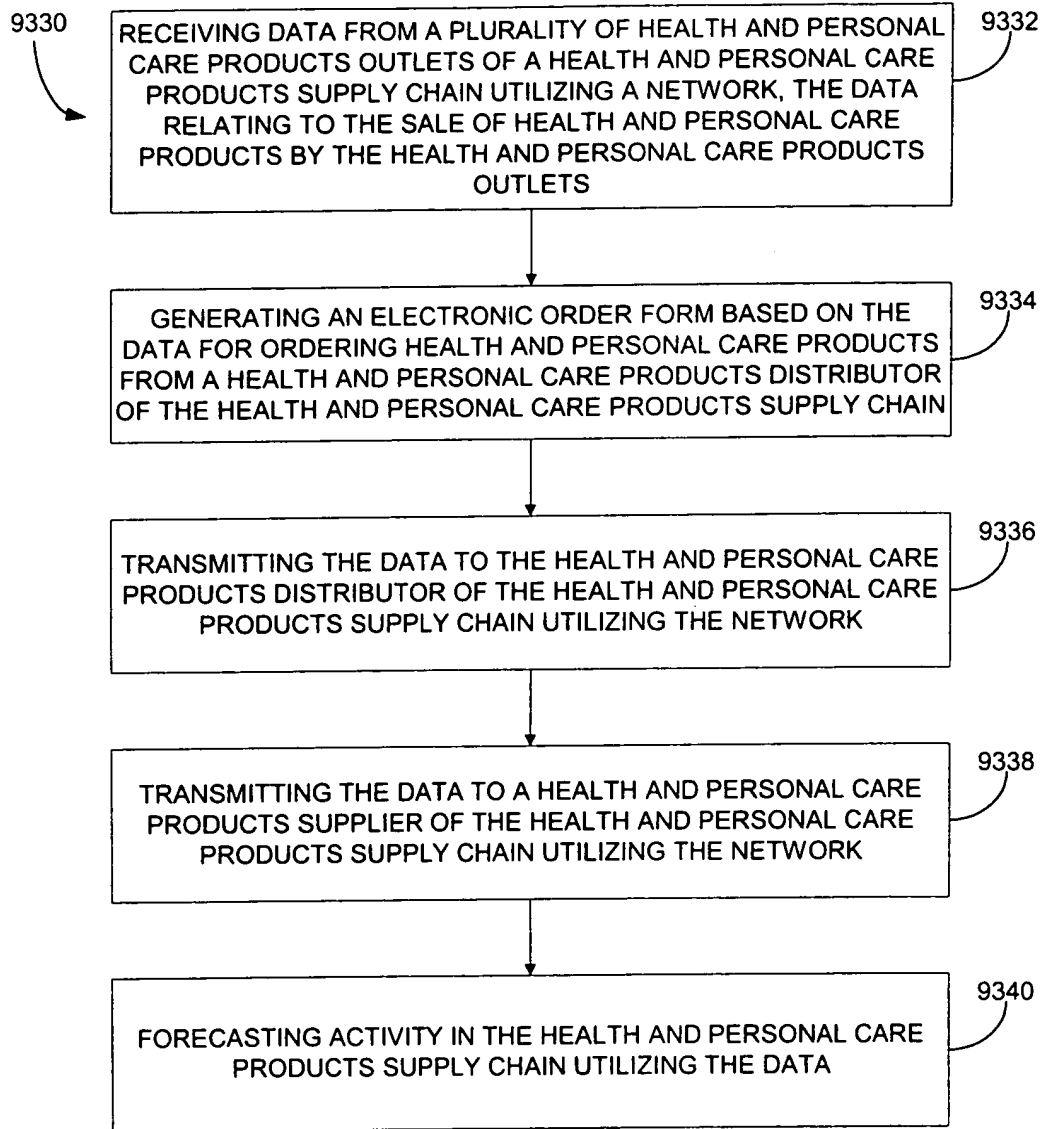 9330
RECEIVING DATA FROM A PLURALITY OF HEALTH AND PERSONAL
CARE PRODUCTS OUTLETS OF A HEALTH AND PERSONAL CARE
PRODUCTS SUPPLY CHAIN UTILIZING A NETWORK, THE DATA
RELATING TO THE SALE OF HEALTH AND PERSONAL CARE
PRODUCTS BY THE HEALTH AND PERSONAL CARE PRODUCTS
OUTLETS
9332
GENERATING AN ELECTRONIC ORDER FORM BASED ON THE
DATA FOR ORDERING HEALTH AND PERSONAL CARE PRODUCTS
FROM A HEALTH AND PERSONAL CARE PRODUCTS DISTRIBUTOR
OF THE HEALTH AND PERSONAL CARE PRODUCTS SUPPLY CHAIN
9334
TRANSMITTING THE DATA TO THE HEALTH AND PERSONAL CARE
PRODUCTS DISTRIBUTOR OF THE HEALTH AND PERSONAL CARE
PRODUCTS SUPPLY CHAIN UTILIZING THE NETWORK
9336
TRANSMITTING THE DATA TO A HEALTH AND PERSONAL CARE
PRODUCTS SUPPLIER OF THE HEALTH AND PERSONAL CARE
PRODUCTS SUPPLY CHAIN UTILIZING THE NETWORK
9338
FORECASTING ACTIVITY IN THE HEALTH AND PERSONAL CARE
PRODUCTS SUPPLY CHAIN UTILIZING THE DATA
9340